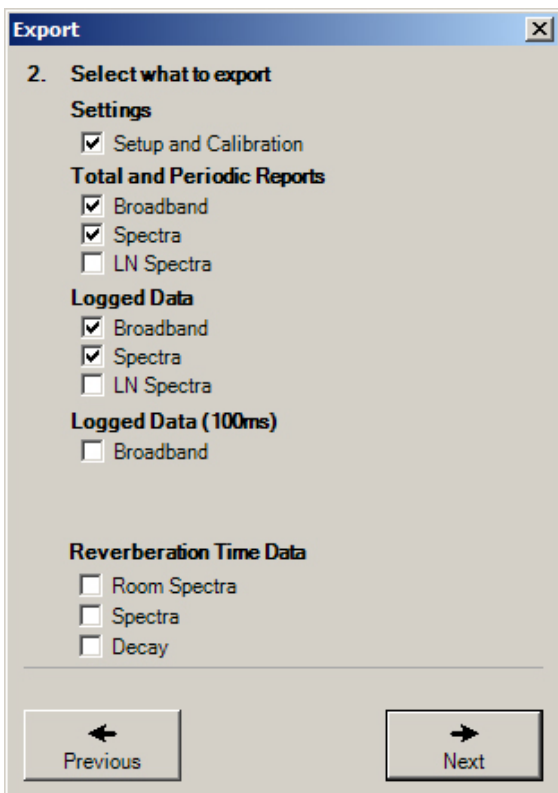 Export
2. Select what to export
Settings
Setup and Calibration
Total and Periodic Reports
Broadband
Spectra
LN Spectra
Logged Data
Broadband
Spectra
LN Spectra
Logged Data (100ms)
Broadband
Reverberation Time Data
Room Spectra
Spectra
Decay
Previous
Next